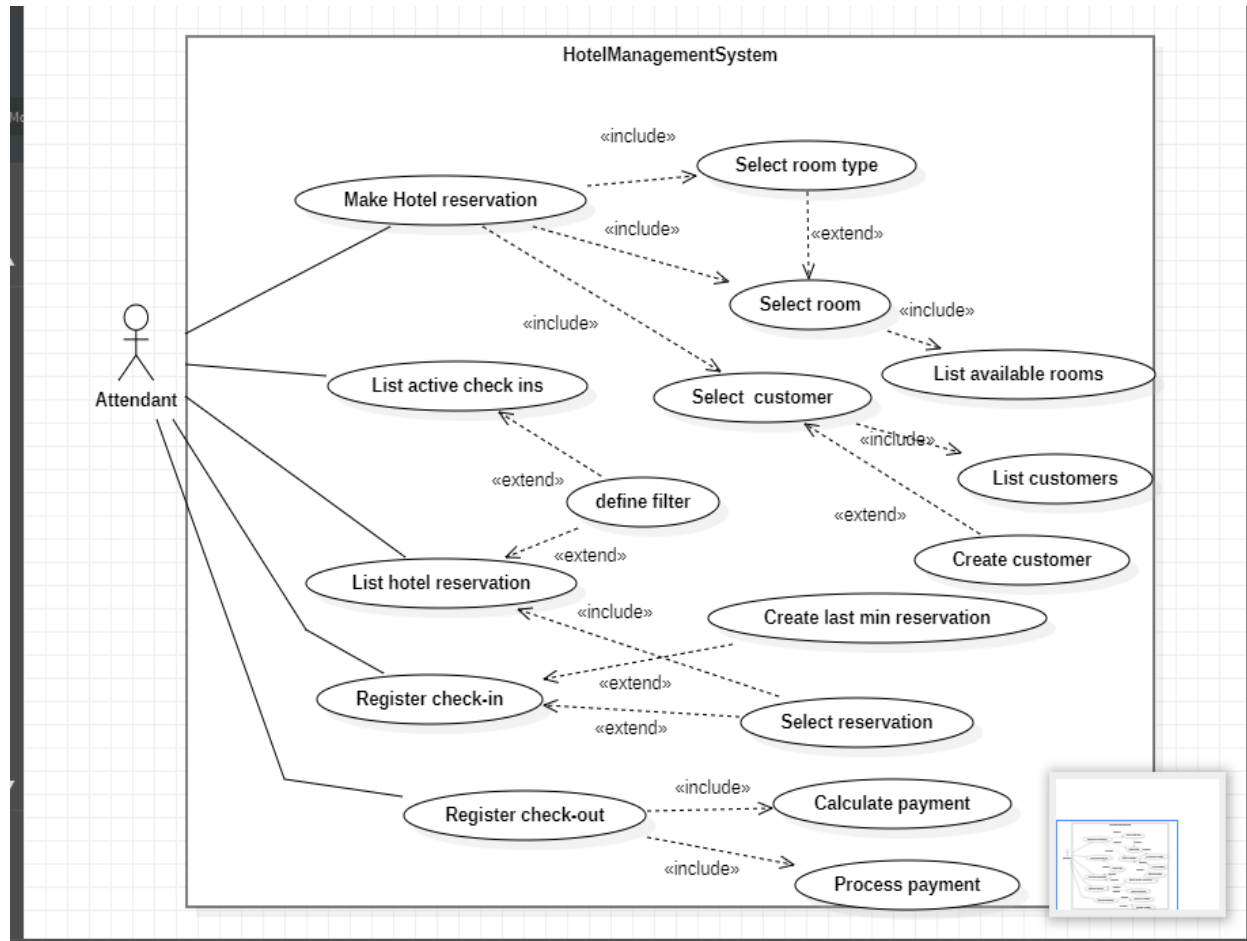 HotelManagementSystem
Mo
«include»
Select room type
Make Hotel reservation
«include»
«extend»
Select room
«include»
«include»
List available rooms
List active check ins
Select  customer
Attendant
«include»
List customers
«extend»
define filter
«extend»
«extend»
Create customer
List hotel reservation
«include»
Create last min reservation
«extend»
Register check-in
Select reservation
«extend»
«include»
Calculate payment
Register check-out
«include»
Process payment